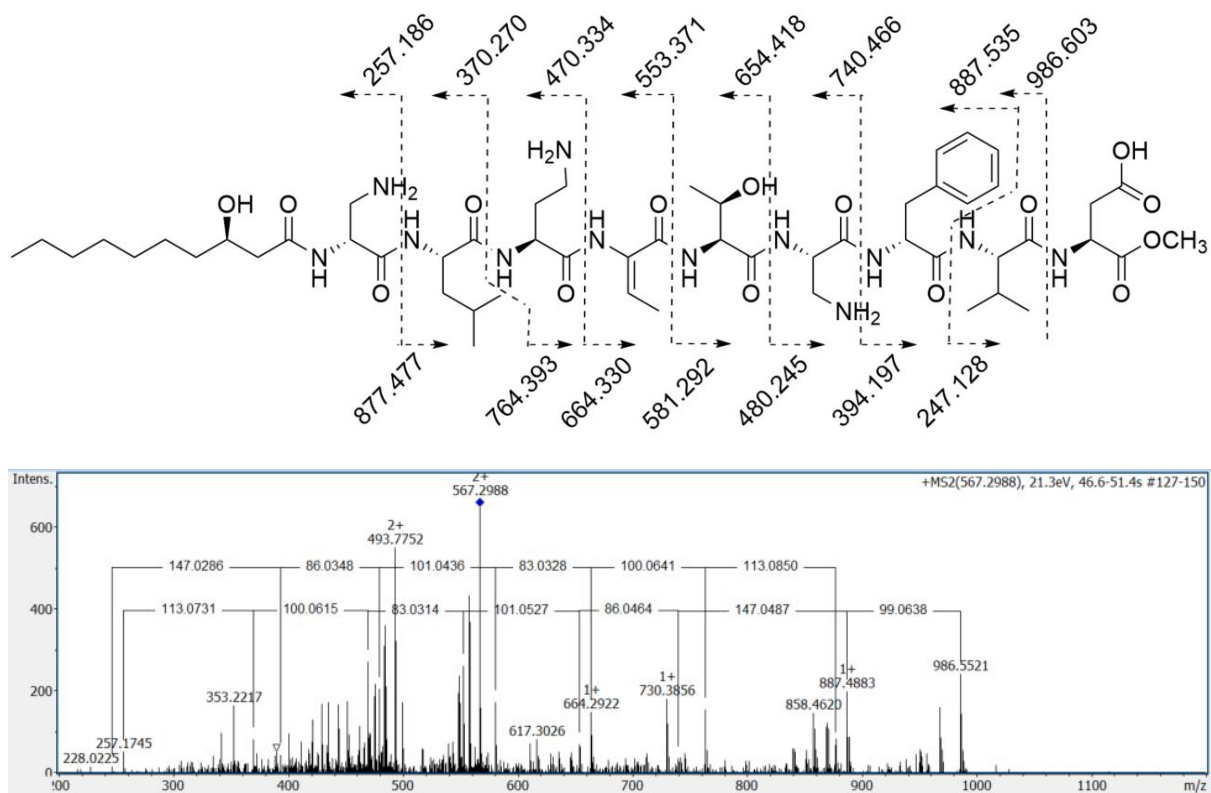 257.186
370.270
470.334
553.371
654.418
740.466
887.535
986.603
OH
O
N
H
NH2
O
H
N
O
N
H
H2N
O
H
N
O
N
H
OH
O
H
N
NH2
O
N
H
O
H
N
O
N
H
OH
O
OCH3
O
877.477
764.393
664.330
581.292
480.245
394.197
247.128
Intens.
+MS2(567.2988), 21.3eV, 46.6-51.4s #127-150
2+
567.2988
2+
493.7752
147.0286 86.0348 101.0436 83.0328 100.0641 113.0850
113.0731 100.0615 83.0314 101.0527 86.0464 147.0487 99.0638
600
400
200
0
228.0225
257.1745
353.2217
617.3026
1+
664.2922
1+
730.3856
858.4620
1+
887.4883
986.5521
300 400 500 600 700 800 900 1000 1100 m/z